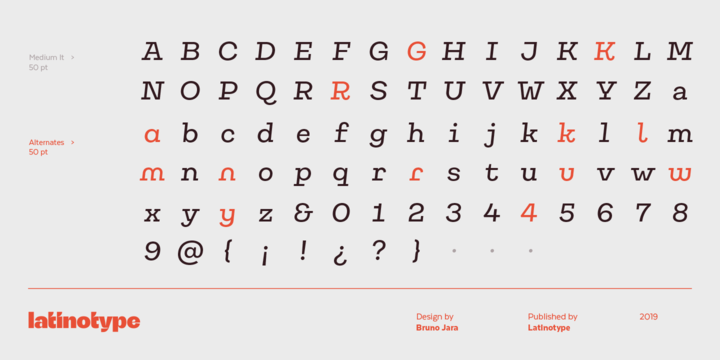 Medium It >
50 pt
A B C D E F G G H I J K K L M
N O P Q R R S T U V W X Y Z a
Alternates >
50 pt
a b c d e f g h i j k k l l m
m n n o p q r r s t u u v w w
x y y z & 0 1 2 3 4 4 5 6 7 8
9 @ { ¡ ! ¿ ? } · · ·
latinotype
Design by
Bruno Jara
Published by
Latinotype
2019